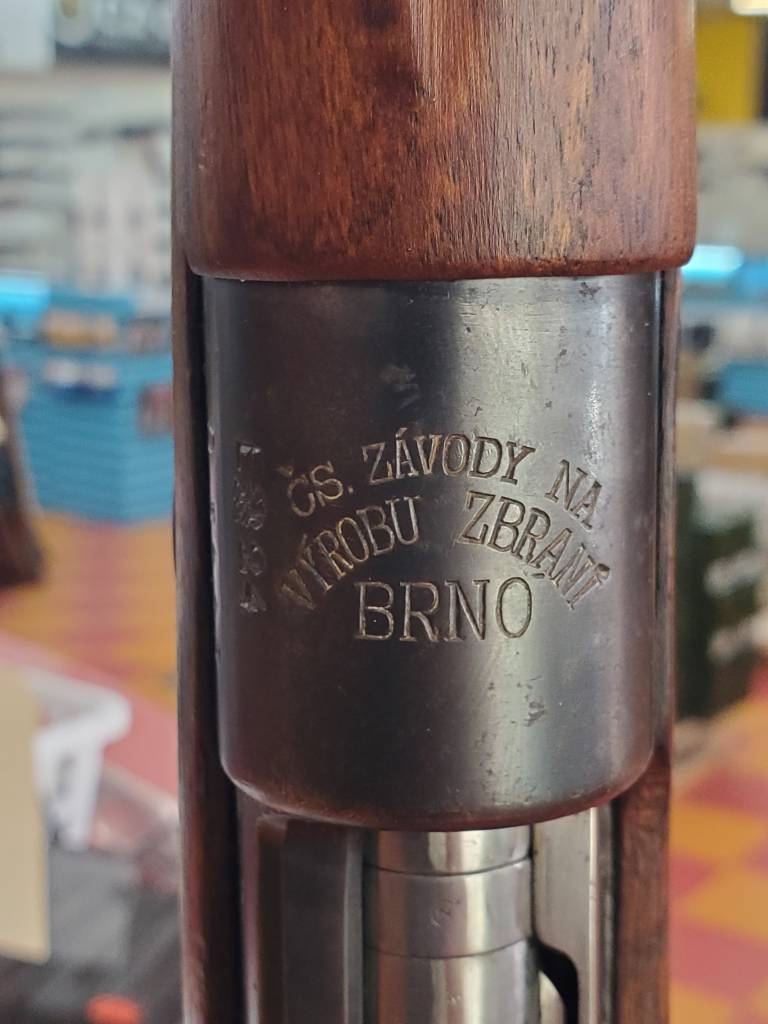 ČS. ZÁVODY NA
VÝROBU ZBRANÍ
BRNO